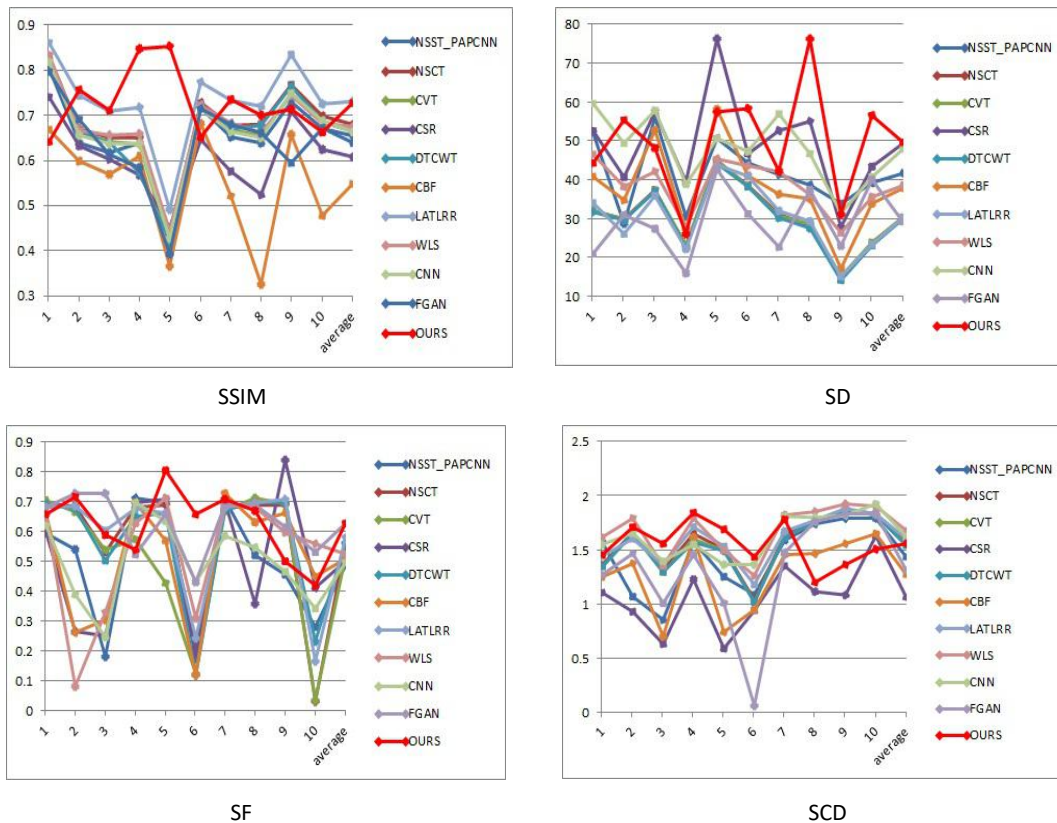 0.9
0.8
0.7
0.6
0.5
0.4
0.3
1 2 3 4 5 6 7 8 9 10 average
NSST_PAPCNN
NSCT
CVT
CSR
DTCWT
CBF
LATLRR
WLS
CNN
FGAN
OURS
SSIM
80
70
60
50
40
30
20
10
1 2 3 4 5 6 7 8 9 10 average
NSST_PAPCNN
NSCT
CVT
CSR
DTCWT
CBF
LATLRR
WLS
CNN
FGAN
OURS
SD
0.9
0.8
0.7
0.6
0.5
0.4
0.3
0.2
0.1
0
1 2 3 4 5 6 7 8 9 10 average
NSST_PAPCNN
NSCT
CVT
CSR
DTCWT
CBF
LATLRR
WLS
CNN
FGAN
OURS
SF
2.5
2
1.5
1
0.5
0
1 2 3 4 5 6 7 8 9 10 average
NSST_PAPCNN
NSCT
CVT
CSR
DTCWT
CBF
LATLRR
WLS
CNN
FGAN
OURS
SCD